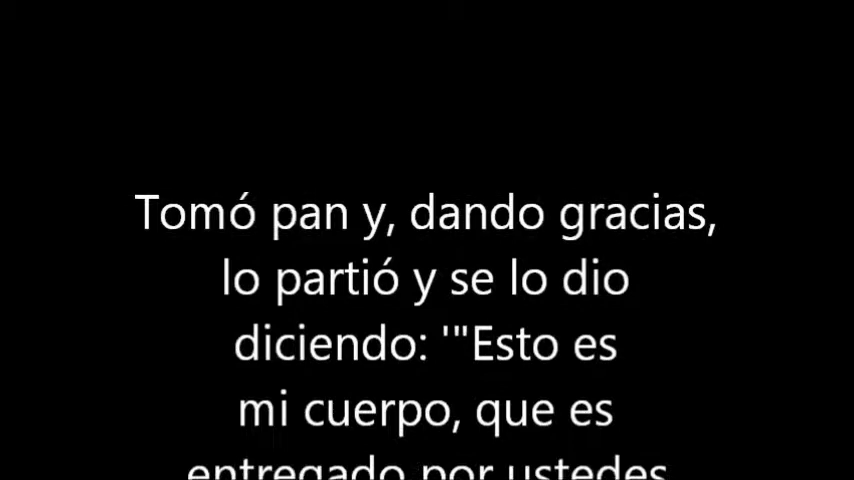 Tomó pan y, dando gracias,
lo partió y se lo dio
diciendo: '"Esto es
mi cuerpo, que es
entregado por ustedes